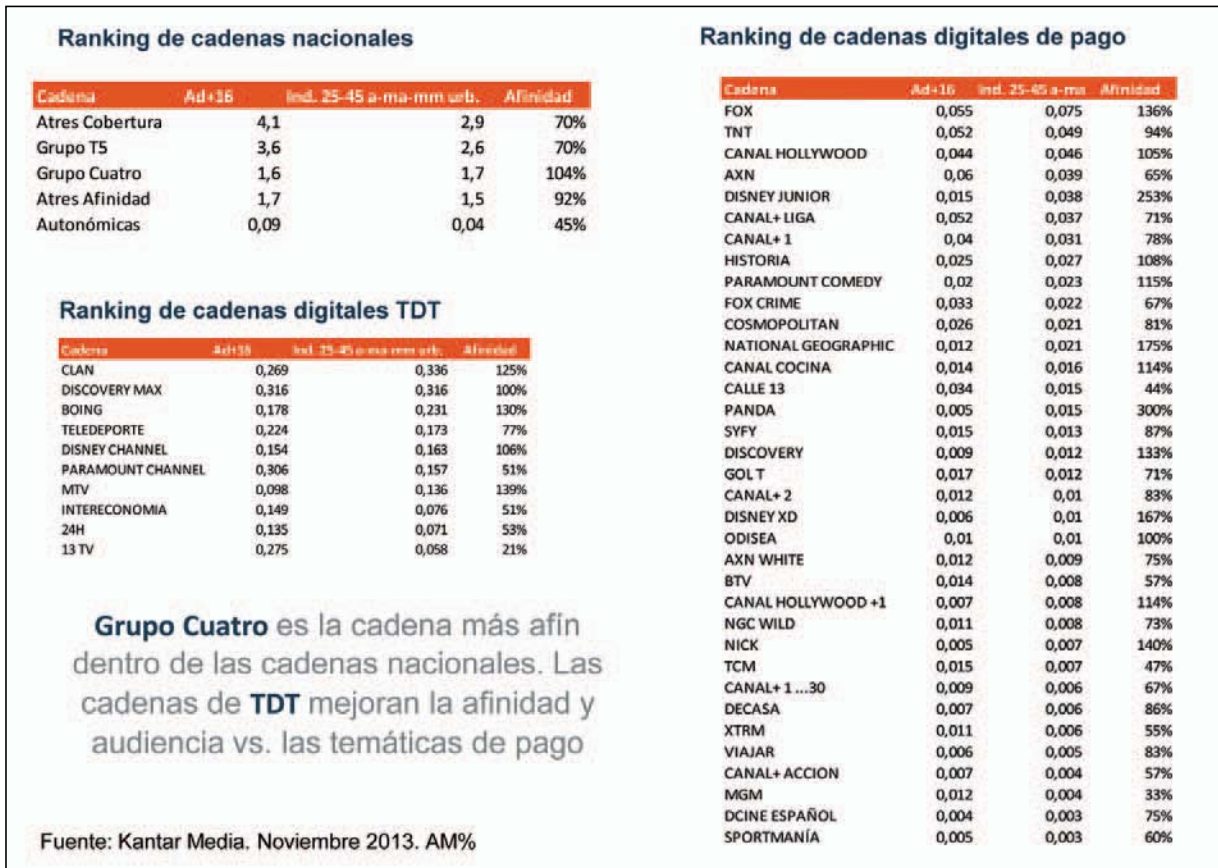 Ranking de cadenas nacionales
Cadena Ad+16 Ind. 25-45 a-ma-mm urb. Afinidad
Atres Cobertura 4,1 2,9 70%
Grupo T5 3,6 2,6 70%
Grupo Cuatro 1,6 1,7 104%
Atres Afinidad 1,7 1,5 92%
Autonómicas 0,09 0,04 45%
Ranking de cadenas digitales TDT
Cadena Ad+16 Ind. 25-45 a-ma-mm urb. Afinidad
CLAN 0,269 0,336 125%
DISCOVERY MAX 0,316 0,316 100%
BOING 0,178 0,231 130%
TELEDEPORTE 0,224 0,173 77%
DISNEY CHANNEL 0,154 0,163 106%
PARAMOUNT CHANNEL 0,306 0,157 51%
MTV 0,098 0,136 139%
INTERECONOMIA 0,149 0,076 51%
24H 0,135 0,071 53%
13 TV 0,275 0,058 21%
Grupo Cuatro es la cadena más afín
dentro de las cadenas nacionales. Las
cadenas de TDT mejoran la afinidad y
audiencia vs. las temáticas de pago
Fuente: Kantar Media. Noviembre 2013. AM%
Ranking de cadenas digitales de pago
Cadena Ad+16 Ind. 25-45 a-ma Afinidad
FOX 0,055 0,075 136%
TNT 0,052 0,049 94%
CANAL HOLLYWOOD 0,044 0,046 105%
AXN 0,06 0,039 65%
DISNEY JUNIOR 0,015 0,038 253%
CANAL+ LIGA 0,052 0,037 71%
CANAL+ 1 0,04 0,031 78%
HISTORIA 0,025 0,027 108%
PARAMOUNT COMEDY 0,02 0,023 115%
FOX CRIME 0,033 0,022 67%
COSMOPOLITAN 0,026 0,021 81%
NATIONAL GEOGRAPHIC 0,012 0,021 175%
CANAL COCINA 0,014 0,016 114%
CALLE 13 0,034 0,015 44%
PANDA 0,005 0,015 300%
SYFY 0,015 0,013 87%
DISCOVERY 0,009 0,012 133%
GOL T 0,017 0,012 71%
CANAL+ 2 0,012 0,01 83%
DISNEY XD 0,006 0,01 167%
ODISEA 0,01 0,01 100%
AXN WHITE 0,012 0,009 75%
BTV 0,014 0,008 57%
CANAL HOLLYWOOD +1 0,007 0,008 114%
NGC WILD 0,011 0,008 73%
NICK 0,005 0,007 140%
TCM 0,015 0,007 47%
CANAL+ 1 ...30 0,009 0,006 67%
DECASA 0,007 0,006 86%
XTRM 0,011 0,006 55%
VIAJAR 0,006 0,005 83%
CANAL+ ACCION 0,007 0,004 57%
MGM 0,012 0,004 33%
DCINE ESPAÑOL 0,004 0,003 75%
SPORTMANÍA 0,005 0,003 60%